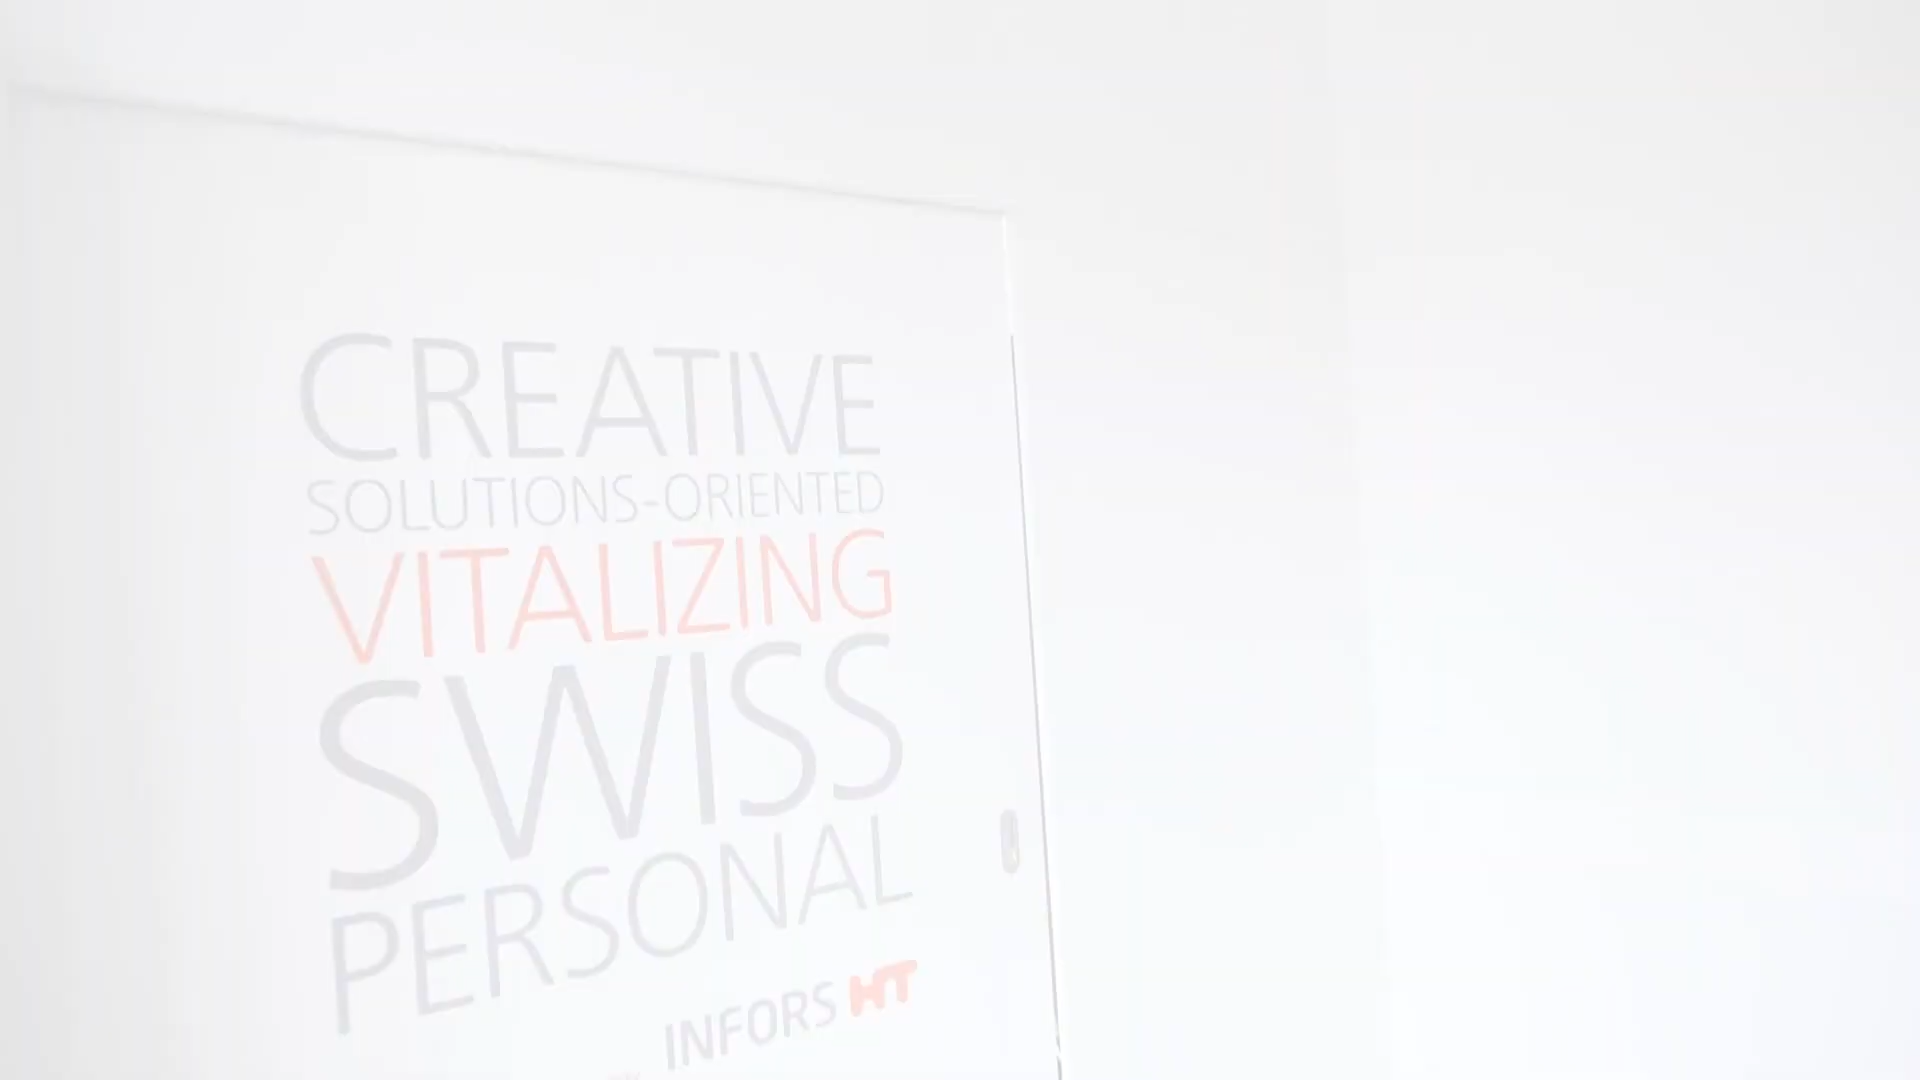 CREATIVE
SOLUTIONS-ORIENTED
VITALIZING
SWISS
PERSONAL
INFORS HT